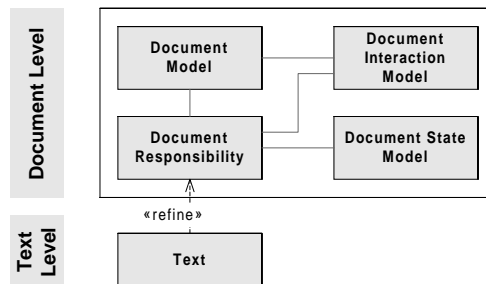 Document Level
Document
Model
Document
Interaction
Model
Document
Responsibility
Document State
Model
«refine»
Text
Level
Text